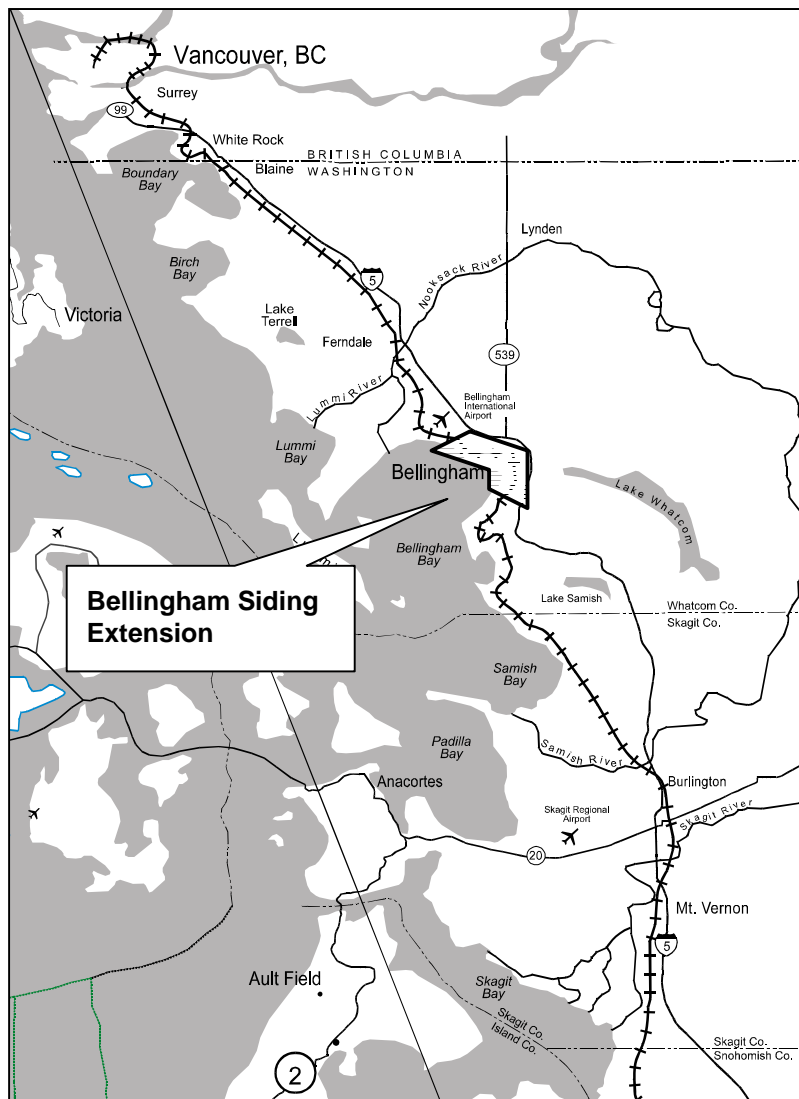 Vancouver, BC
Surrey
99
White Rock
BRITISH COLUMBIA
Blaine
WASHINGTON
Boundary
Bay
Birch
Bay
Lynden
Nooksack River
5
Victoria
Lake
Terrell
Ferndale
539
Lummi River
Bellingham
International
Airport
Lummi
Bay
Bellingham
Lake Whatcom
Bellingham
Bay
Bellingham Siding
Extension
Lake Samish
Whatcom Co.
Skagit Co.
Samish
Bay
Padilla
Bay
Samish River
Anacortes
Burlington
Skagit Regional
Airport
Skagit River
20
Mt. Vernon
5
Ault Field
Skagit
Bay
Skagit Co.
Island Co.
Skagit Co.
Snohomish Co.
2